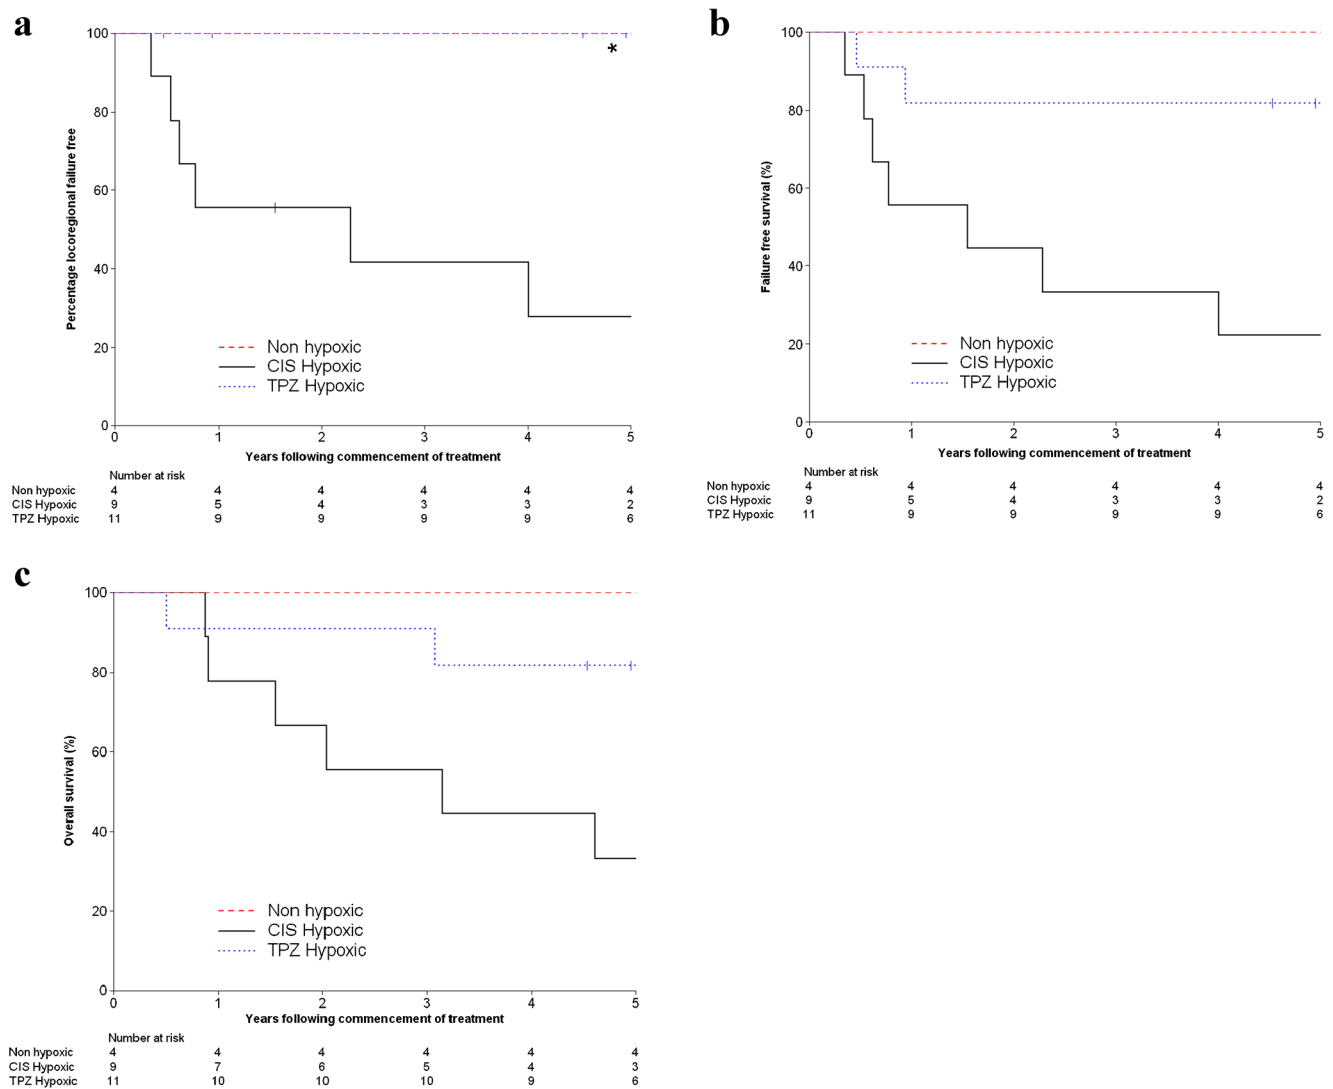 a
Percentage locoregional failure free
100
80
60
40
20
0
*
Non hypoxic
CIS Hypoxic
TPZ Hypoxic
0 1 2 3 4 5
Years following commencement of treatment
Number at risk
Non hypoxic 4 4 4 4 4 4
CIS Hypoxic 9 5 4 3 3 2
TPZ Hypoxic 11 9 9 9 9 6
b
Failure free survival (%)
100
80
60
40
20
0
Non hypoxic
CIS Hypoxic
TPZ Hypoxic
0 1 2 3 4 5
Years following commencement of treatment
Number at risk
Non hypoxic 4 4 4 4 4 4
CIS Hypoxic 9 5 4 3 3 2
TPZ Hypoxic 11 9 9 9 9 6
c
Overall survival (%)
100
80
60
40
20
0
Non hypoxic
CIS Hypoxic
TPZ Hypoxic
0 1 2 3 4 5
Years following commencement of treatment
Number at risk
Non hypoxic 4 4 4 4 4 4
CIS Hypoxic 9 7 6 5 4 3
TPZ Hypoxic 11 10 10 10 9 6